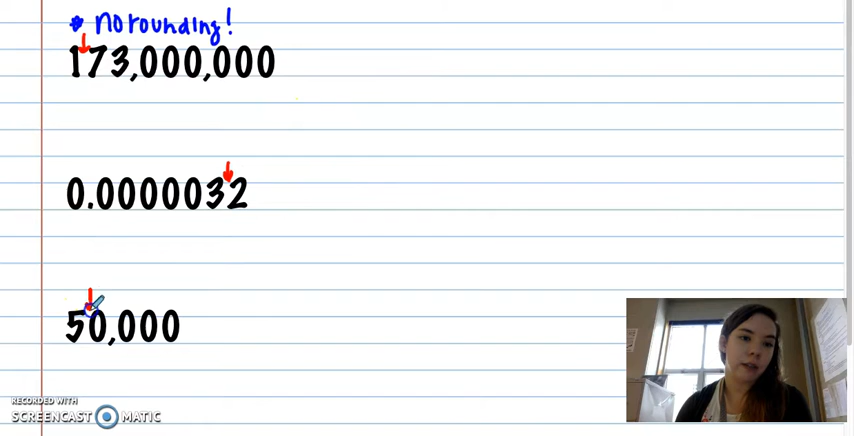 * no rounding!
173,000,000
0.0000032
50,000
RECORDED WITH
SCREENCAST MATIC